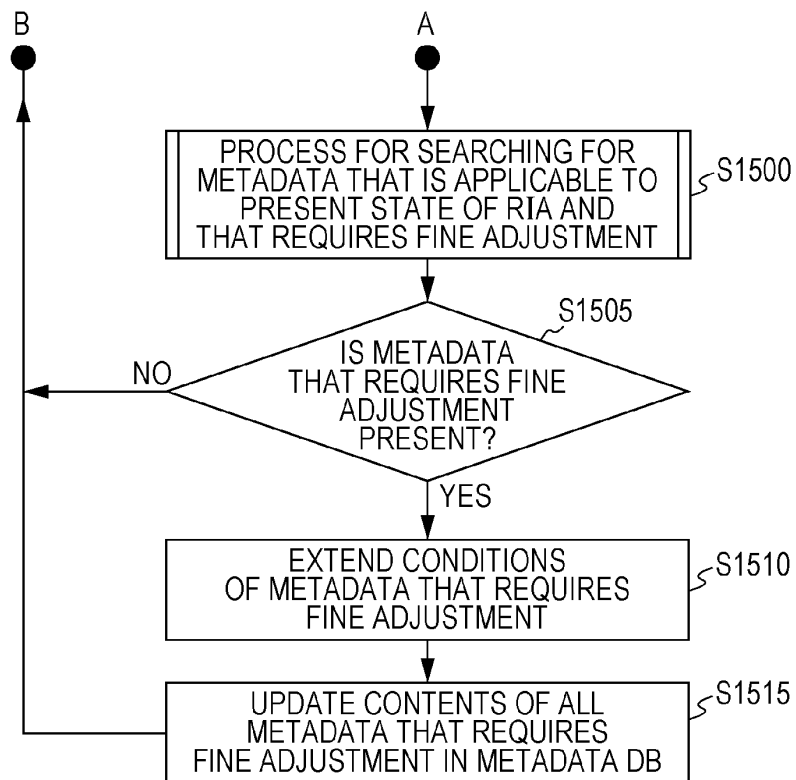 B
A
PROCESS FOR SEARCHING FOR
METADATA THAT IS APPLICABLE TO
PRESENT STATE OF RIA AND
THAT REQUIRES FINE ADJUSTMENT
S1500
S1505
IS METADATA
THAT REQUIRES FINE
ADJUSTMENT
PRESENT?
NO
YES
EXTEND CONDITIONS
OF METADATA THAT REQUIRES
FINE ADJUSTMENT
S1510
UPDATE CONTENTS OF ALL
METADATA THAT REQUIRES
FINE ADJUSTMENT IN METADATA DB
S1515